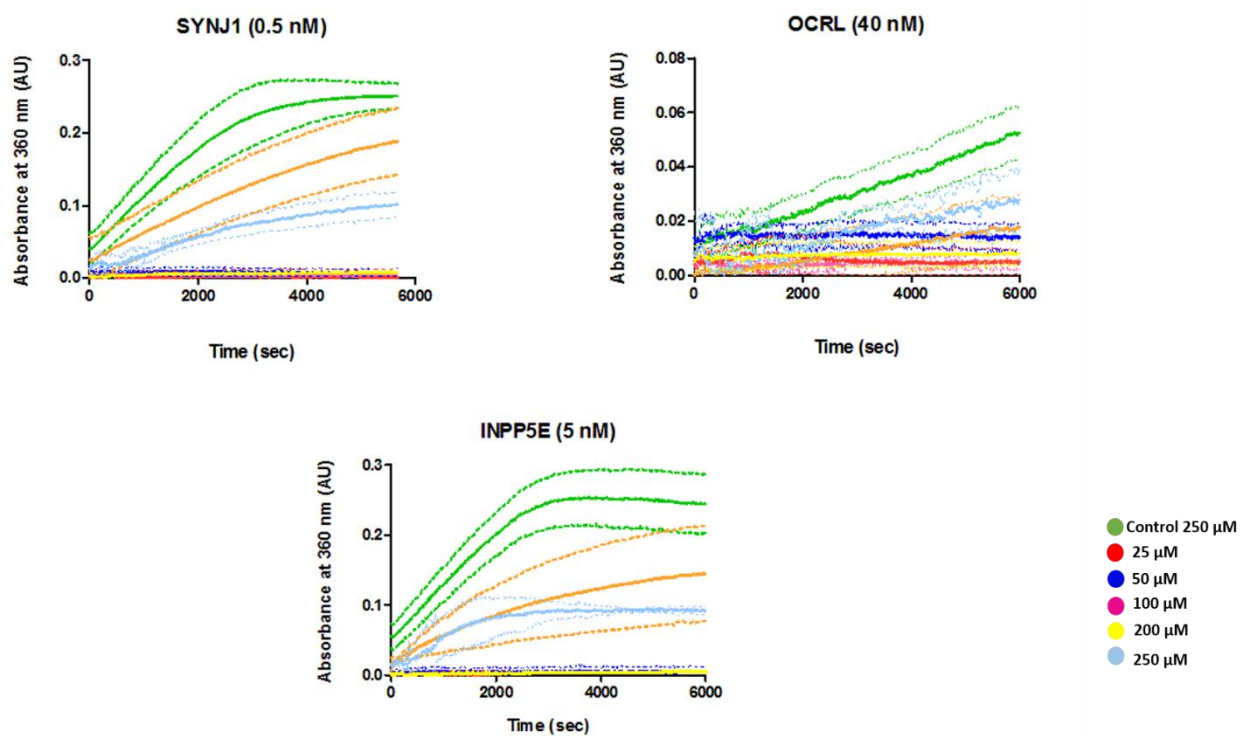 SYNJ1 (0.5 nM)
Absorbance at 360 nm (AU)
0.3
0.2
0.1
0.0
0
2000
4000
6000
Time (sec)
OCRL (40 nM)
Absorbance at 360 nm (AU)
0.08
0.06
0.04
0.02
0.00
0
2000
4000
6000
Time (sec)
INPP5E (5 nM)
Absorbance at 360 nm (AU)
0.3
0.2
0.1
0.0
0
2000
4000
6000
Time (sec)
Control 250 μM
25 μM
50 μM
100 μM
200 μM
250 μM